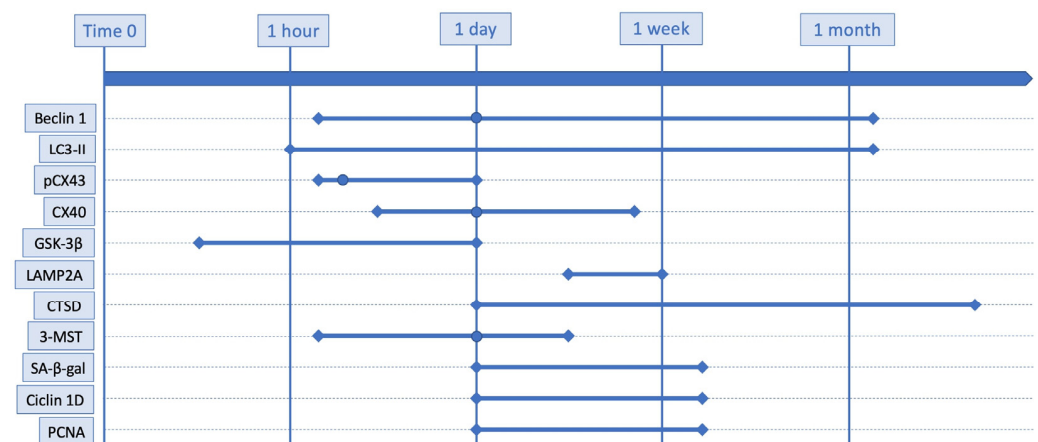 Time 0
1 hour
1 day
1 week
1 month
Beclin 1
LC3-II
pCX43
CX40
GSK-3β
LAMP2A
CTSD
3-MST
SA-β-gal
Ciclin 1D
PCNA